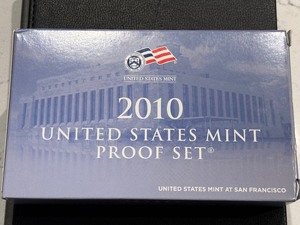 UNITED STATES MINT
2010
UNITED STATES MINT
PROOF SET®
UNITED STATES MINT AT SAN FRANCISCO